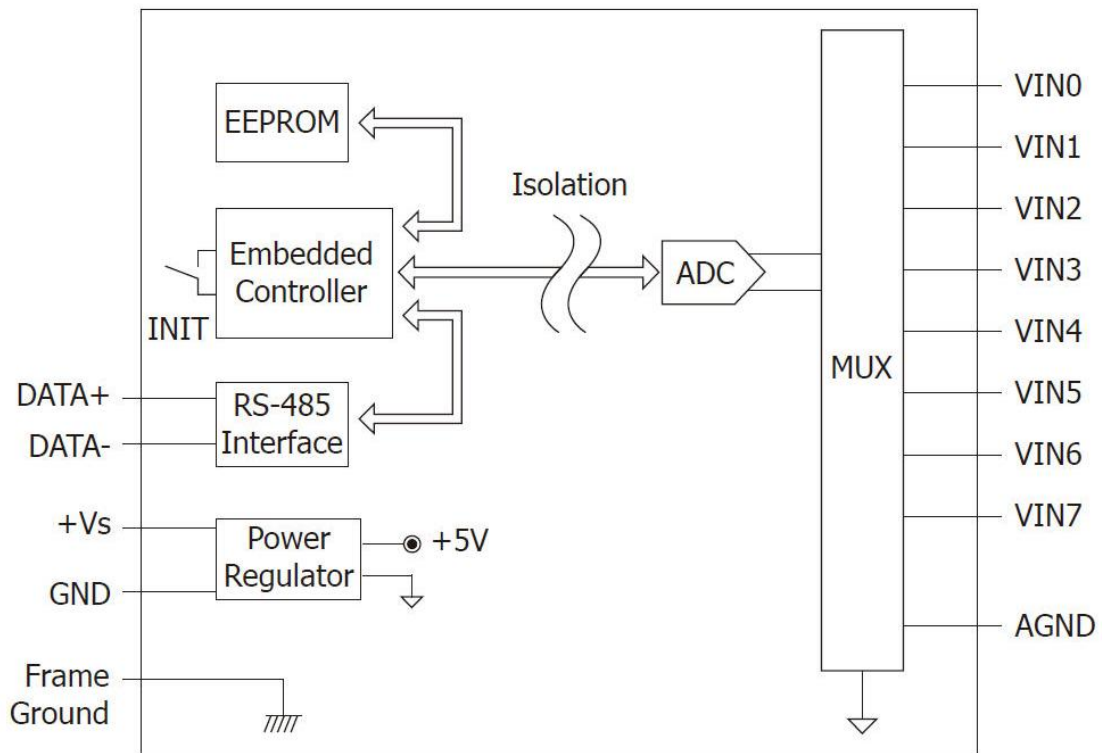 EEPROM
Isolation
Embedded
Controller
INIT
ADC
MUX
DATA+
DATA-
RS-485
Interface
+Vs
GND
Power
Regulator
+5V
Frame
Ground
VIN0
VIN1
VIN2
VIN3
VIN4
VIN5
VIN6
VIN7
AGND